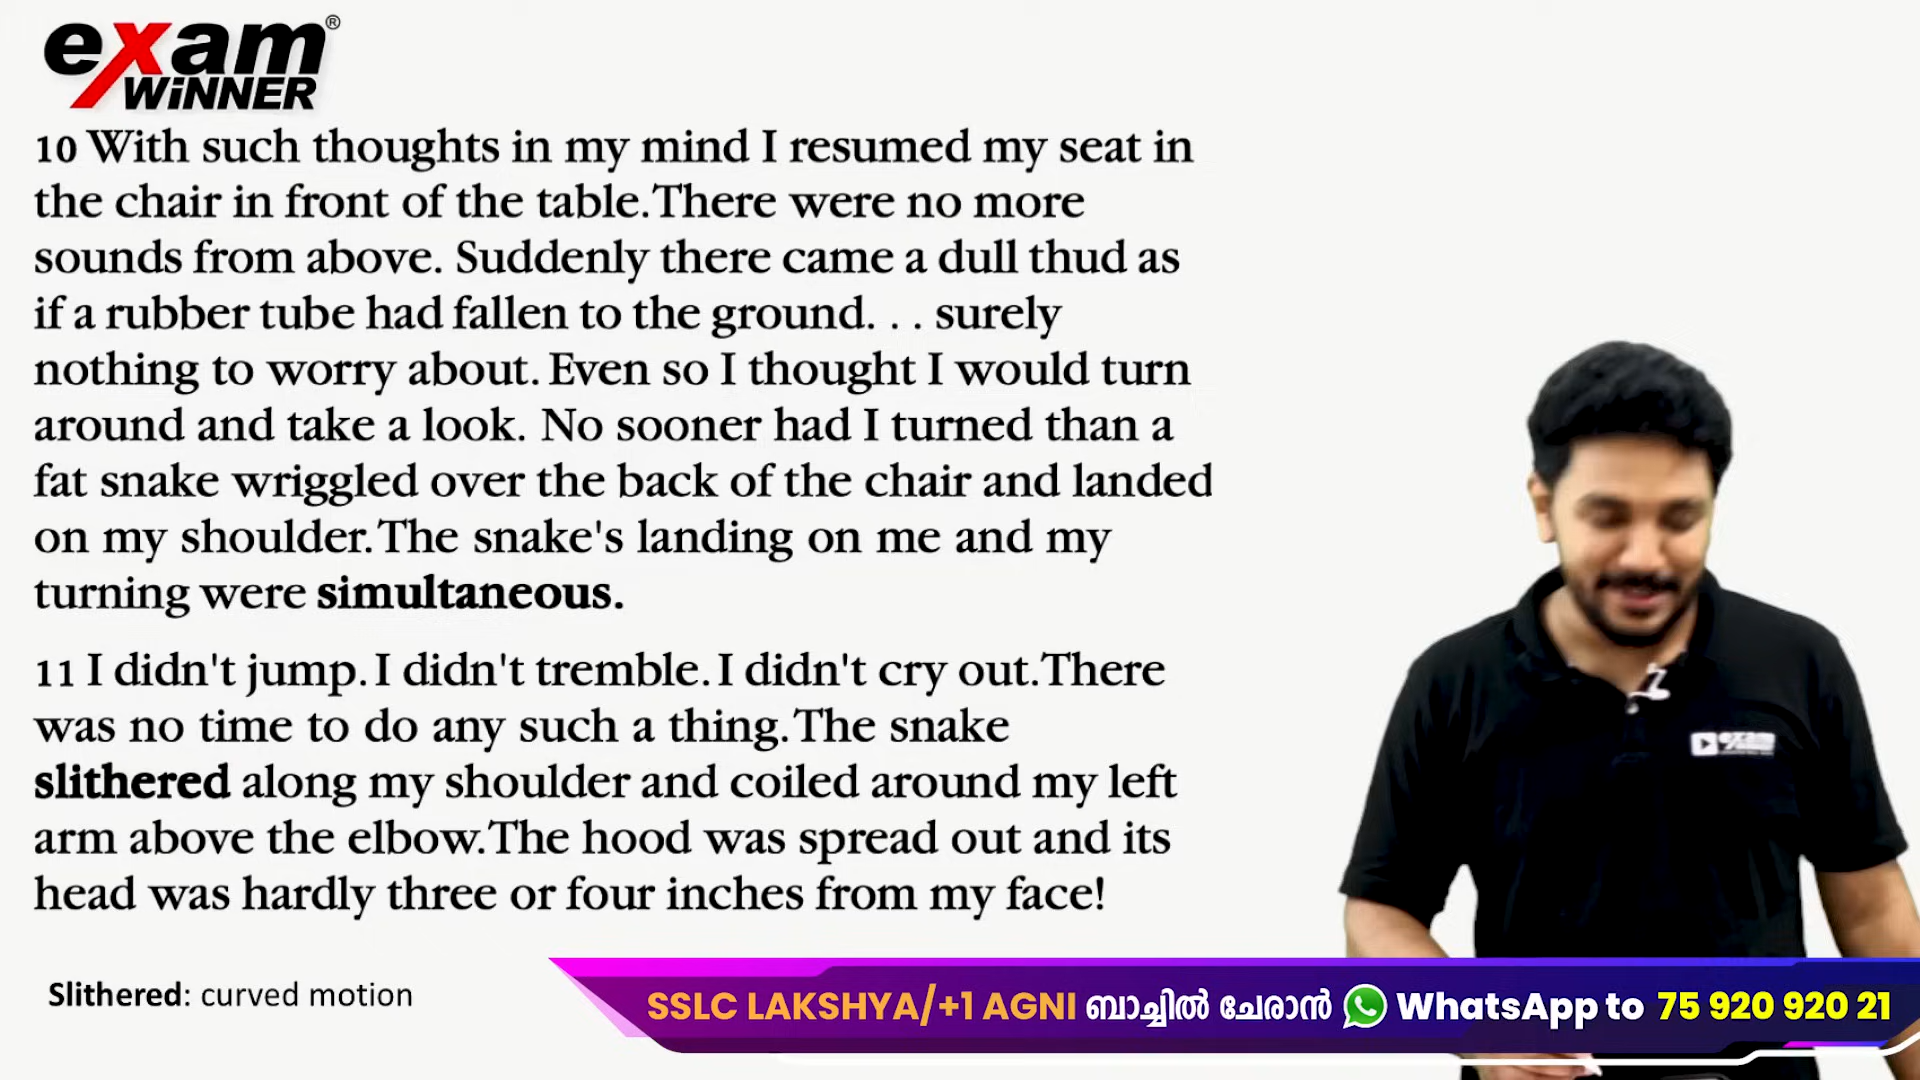 exam®
WiNNER
10 With such thoughts in my mind I resumed my seat in
the chair in front of the table. There were no more
sounds from above. Suddenly there came a dull thud as
if a rubber tube had fallen to the ground. . . surely
nothing to worry about. Even so I thought I would turn
around and take a look. No sooner had I turned than a
fat snake wriggled over the back of the chair and landed
on my shoulder. The snake's landing on me and my
turning were simultaneous.
11 I didn't jump. I didn't tremble. I didn't cry out. There
was no time to do any such a thing. The snake
slithered along my shoulder and coiled around my left
arm above the elbow. The hood was spread out and its
head was hardly three or four inches from my face!
exam
Slithered: curved motion
SSLC LAKSHYA/+1 AGNI ബാച്ചിൽ ചേരാൻ WhatsApp to 75 920 920 21